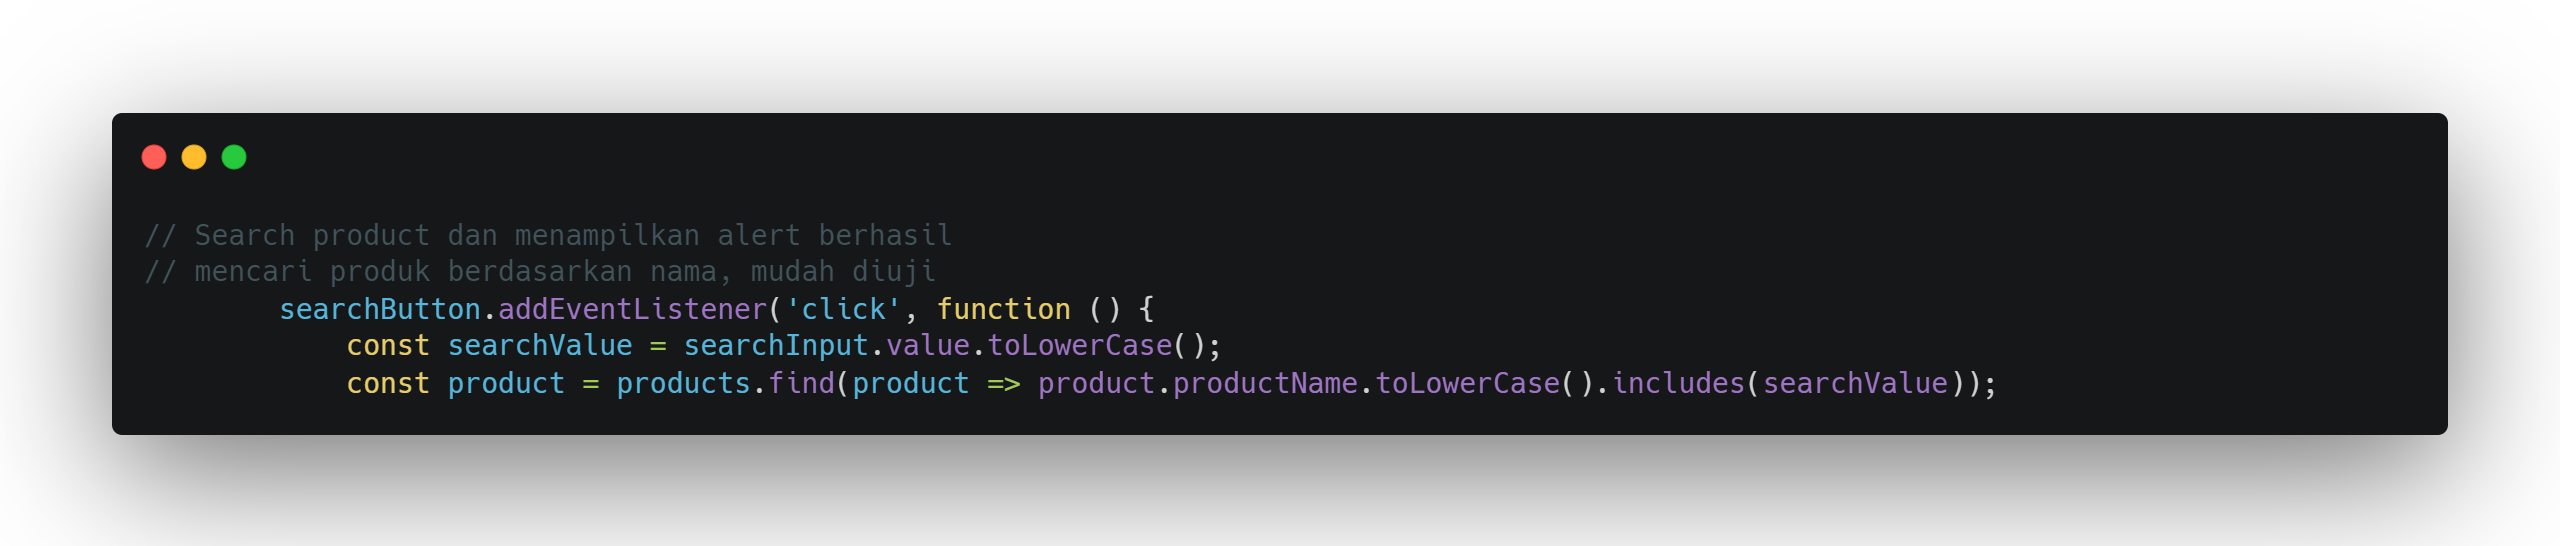 // Search product dan menampilkan alert berhasil
// mencari produk berdasarkan nama, mudah diuji
        searchButton.addEventListener('click', function () {
            const searchValue = searchInput.value.toLowerCase();
            const product = products.find(product => product.productName.toLowerCase().includes(searchValue));